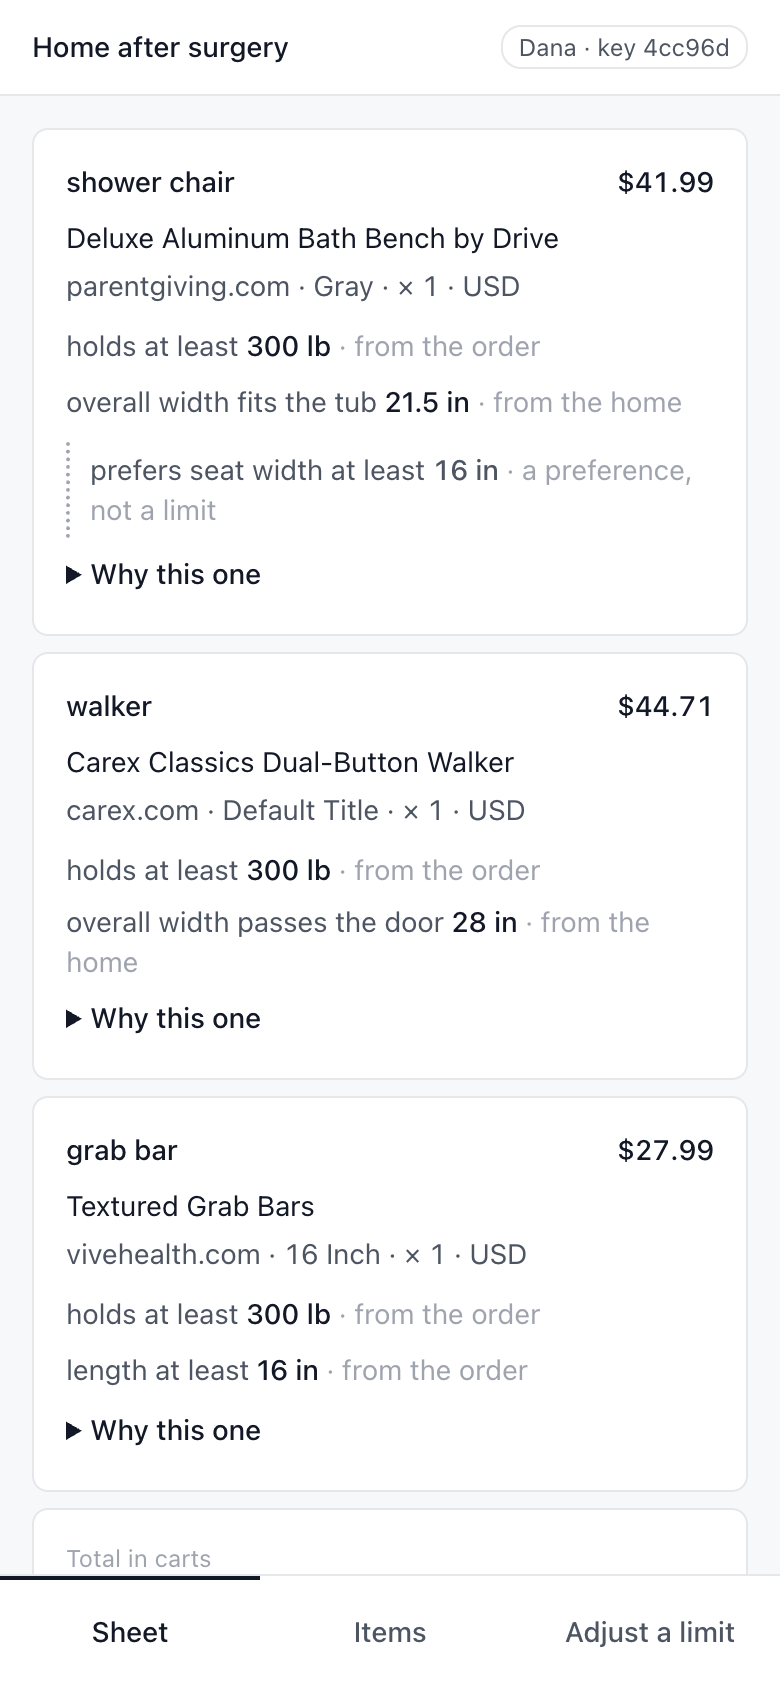 Home after surgery
Dana · key 4cc96d
shower chair $41.99
Deluxe Aluminum Bath Bench by Drive
parentgiving.com · Gray · × 1 · USD
holds at least 300 lb · from the order
overall width fits the tub 21.5 in · from the home
prefers seat width at least 16 in · a preference,
not a limit
▶ Why this one
walker $44.71
Carex Classics Dual-Button Walker
carex.com · Default Title · × 1 · USD
holds at least 300 lb · from the order
overall width passes the door 28 in · from the
home
▶ Why this one
grab bar $27.99
Textured Grab Bars
vivehealth.com · 16 Inch · × 1 · USD
holds at least 300 lb · from the order
length at least 16 in · from the order
▶ Why this one
Total in carts
Sheet Items Adjust a limit